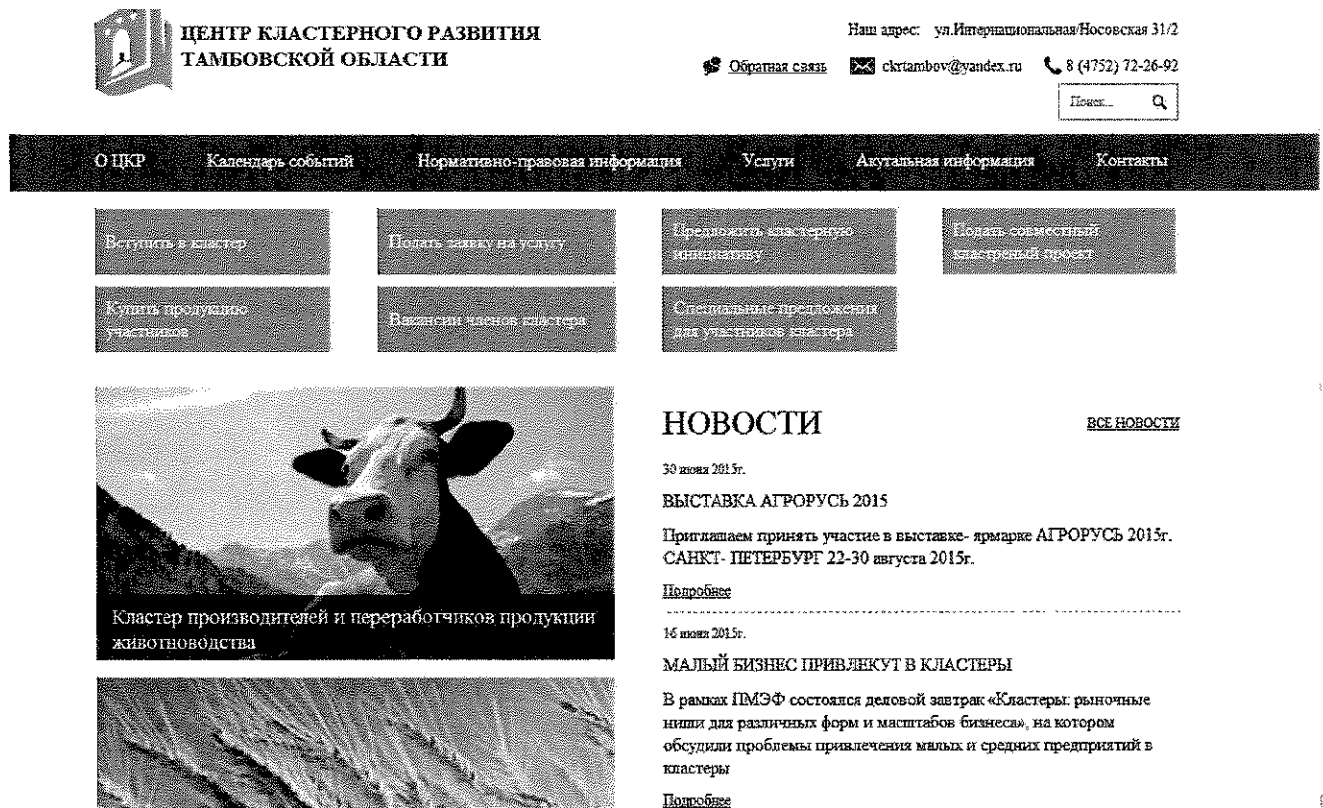 ЦЕНТР КЛАСТЕРНОГО РАЗВИТИЯ
ТАМБОВСКОЙ ОБЛАСТИ
Наш адрес: ул.Интернациональная/Носовская 31/2
Обратная связь ckrtambov@yandex.ru 8 (4752) 72-26-92
Поиск...
О ЦКР Календарь событий Нормативно-правовая информация Услуги Акутальная информация Контакты
Вступить в кластер
Подать заявку на услугу
Предложить кластерную
инициативу
Подать совместный
кластреный проект
Купить продукцию
участников
Вакансии членов кластера
Специальные предложения
для участников кластера
Кластер производителей и переработчиков продукции
животноводства
НОВОСТИ
ВСЕ НОВОСТИ
30 июня 2015г.
ВЫСТАВКА АГРОРУСЬ 2015
Приглашаем принять участие в выставке- ярмарке АГРОРУСЬ 2015г.
САНКТ- ПЕТЕРБУРГ 22-30 августа 2015г.
Подробнее
16 июня 2015г.
МАЛЫЙ БИЗНЕС ПРИВЛЕКУТ В КЛАСТЕРЫ
В рамках ПМЭФ состоялся деловой завтрак «Кластеры: рыночные
ниши для различных форм и масштабов бизнеса», на котором
обсудили проблемы привлечения малых и средних предприятий в
кластеры
Подробнее